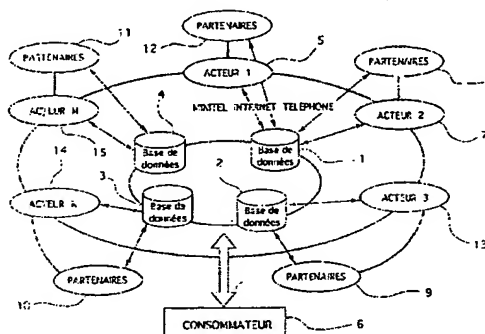 11
12
PARTENAIRES
5
PARTENAIRES
PARTENAIRES
ACTEUR 1
4
MINITEL INTERNET TELEPHONE
ACTEUR N
ACTEUR 2
14
15
Base de données
Base de données
1
7
3
2
ACTEUR
Base de données
Base de données
ACTEUR 3
13
PARTENAIRES
PARTENAIRES
10
9
CONSOMMATEUR
6